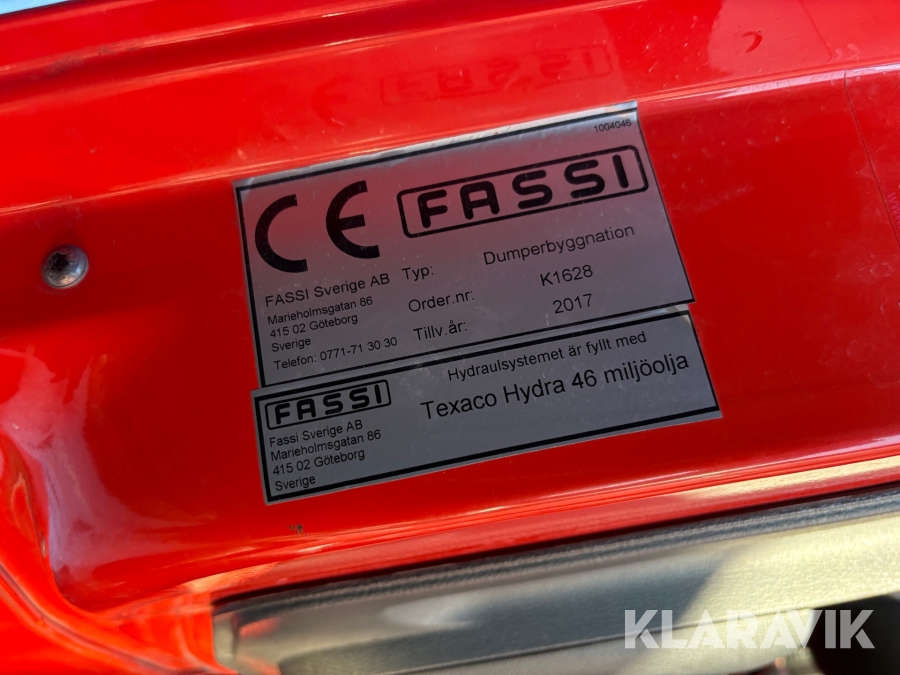 1004046
CE FASSI
FASSI Sverige AB
Marieholmsgatan 86
415 02 Göteborg
Sverige
Telefon: 0771-71 30 30
Typ: Dumperbyggnation
Order.nr: K1628
Tillv.år: 2017
FASSI
Fassi Sverige AB
Marieholmsgatan 86
415 02 Göteborg
Sverige
Hydraulsystemet är fyllt med
Texaco Hydra 46 miljöolja
KLARAVIK